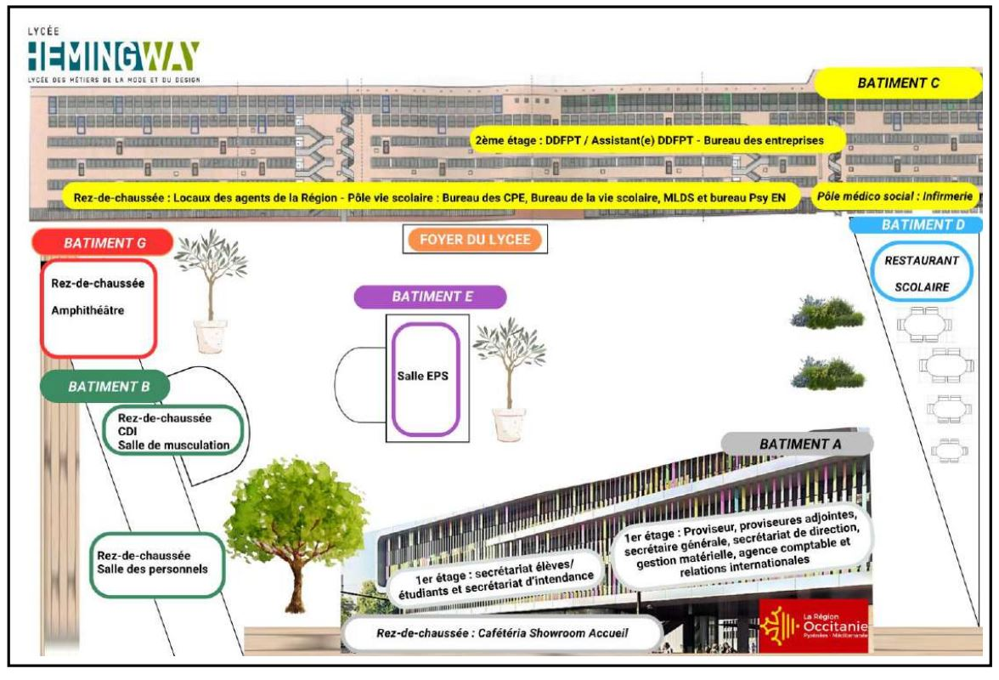 LYCÉE
HEMINGWAY
LYCÉE DES MÉTIERS DE LA MODE ET DU DESIGN
BATIMENT C
2ème étage : DDFPT / Assistant(e) DDFPT - Bureau des entreprises
Rez-de-chaussée : Locaux des agents de la Région - Pôle vie scolaire : Bureau des CPE, Bureau de la vie scolaire, MLDS et bureau Psy EN
Pôle médico social : Infirmerie
BATIMENT G
Rez-de-chaussée
Amphithéâtre
FOYER DU LYCEE
BATIMENT D
RESTAURANT
SCOLAIRE
BATIMENT E
Salle EPS
BATIMENT B
Rez-de-chaussée
CDI
Salle de musculation
Rez-de-chaussée
Salle des personnels
BATIMENT A
1er étage : secrétariat élèves/
étudiants et secrétariat d'intendance
1er étage : Proviseur, proviseures adjointes,
secrétaire générale, secrétariat de direction,
gestion matérielle, agence comptable et
relations internationales
Rez-de-chaussée : Cafétéria Showroom Accueil
La Région
Occitanie
Pyrénées - Méditerranée